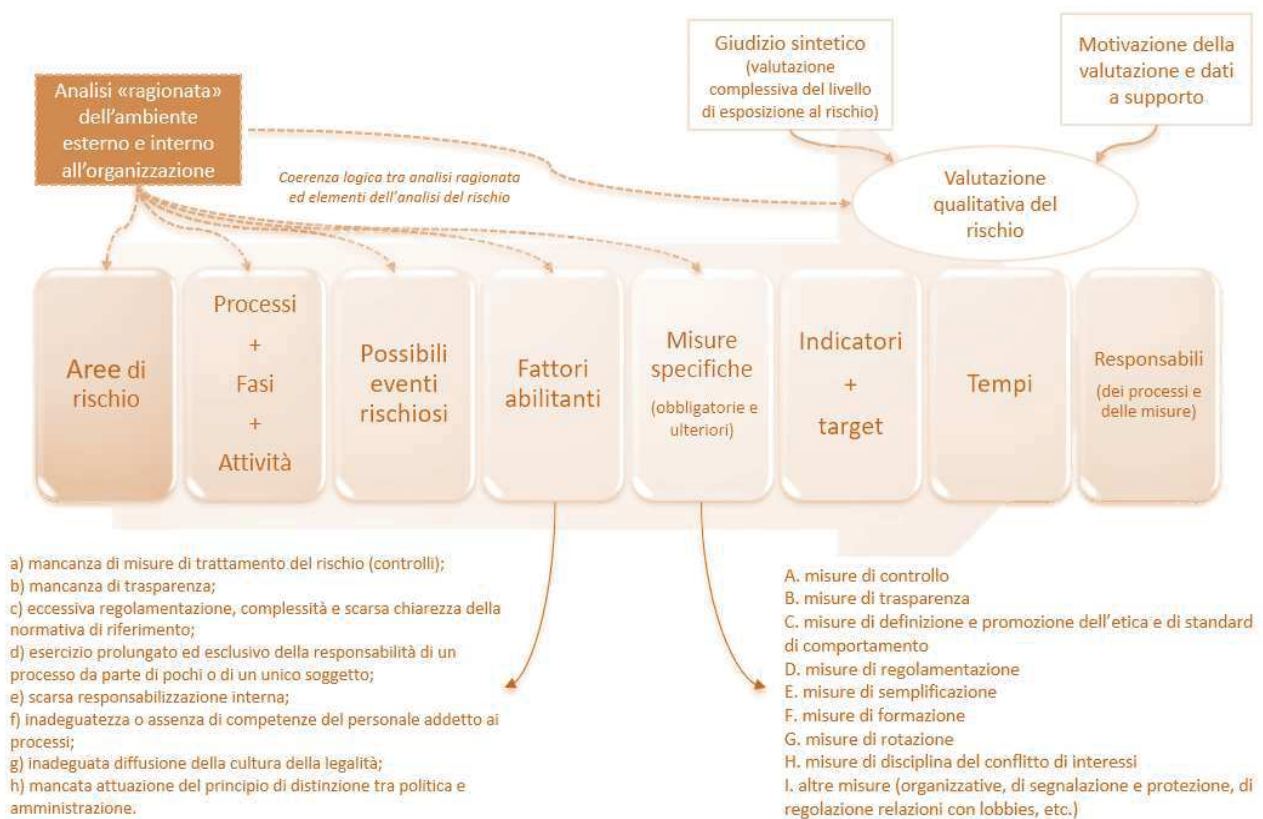 Giudizio sintetico
(valutazione
complessiva del livello
di esposizione al rischio)
Motivazione della
valutazione e dati
a supporto
Analisi «ragionata»
dell'ambiente
esterno e interno
all'organizzazione
Coerenza logica tra analisi ragionata
ed elementi dell'analisi del rischio
Valutazione
qualitativa del
rischio
Aree di
rischio
Processi
+
Fasi
+
Attività
Possibili
eventi
rischiosi
Fattori
abilitanti
Misure
specifiche
(obbligatorie e
ulteriori)
Indicatori
+
target
Tempi
Responsabili
(dei processi e
delle misure)
a) mancanza di misure di trattamento del rischio (controlli);
b) mancanza di trasparenza;
c) eccessiva regolamentazione, complessità e scarsa chiarezza della
normativa di riferimento;
d) esercizio prolungato ed esclusivo della responsabilità di un
processo da parte di pochi o di un unico soggetto;
e) scarsa responsabilizzazione interna;
f) inadeguatezza o assenza di competenze del personale addetto ai
processi;
g) inadeguata diffusione della cultura della legalità;
h) mancata attuazione del principio di distinzione tra politica e
amministrazione.
A. misure di controllo
B. misure di trasparenza
C. misure di definizione e promozione dell'etica e di standard
di comportamento
D. misure di regolamentazione
E. misure di semplificazione
F. misure di formazione
G. misure di rotazione
H. misure di disciplina del conflitto di interessi
I. altre misure (organizzative, di segnalazione e protezione, di
regolazione relazioni con lobbies, etc.)